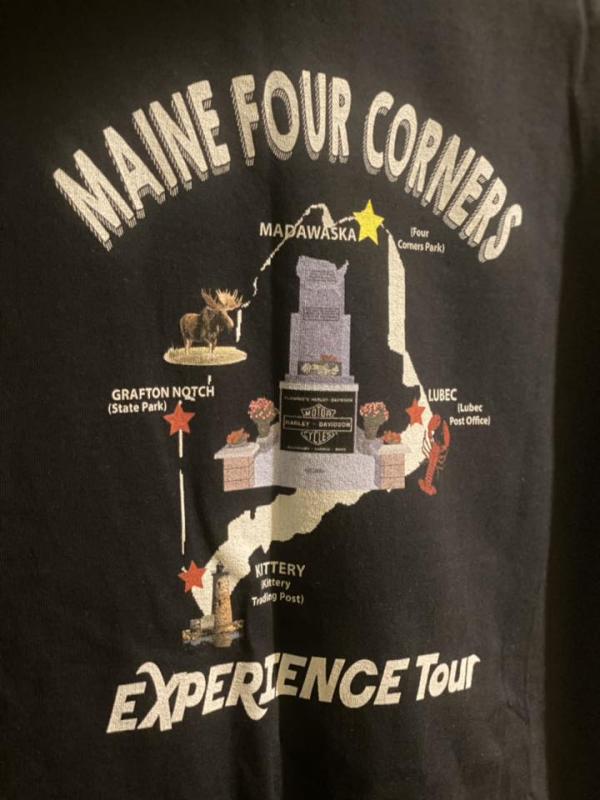 MAINE FOUR CORNERS
MADAWASKA
(Four
Corners Park)
GRAFTON NOTCH
(State Park)
LUBEC
(Lubec
Post Office)
MOTOR
HARLEY-DAVIDSON
CYCLES
KITTERY
(Kittery
Trading Post)
EXPERIENCE Tour